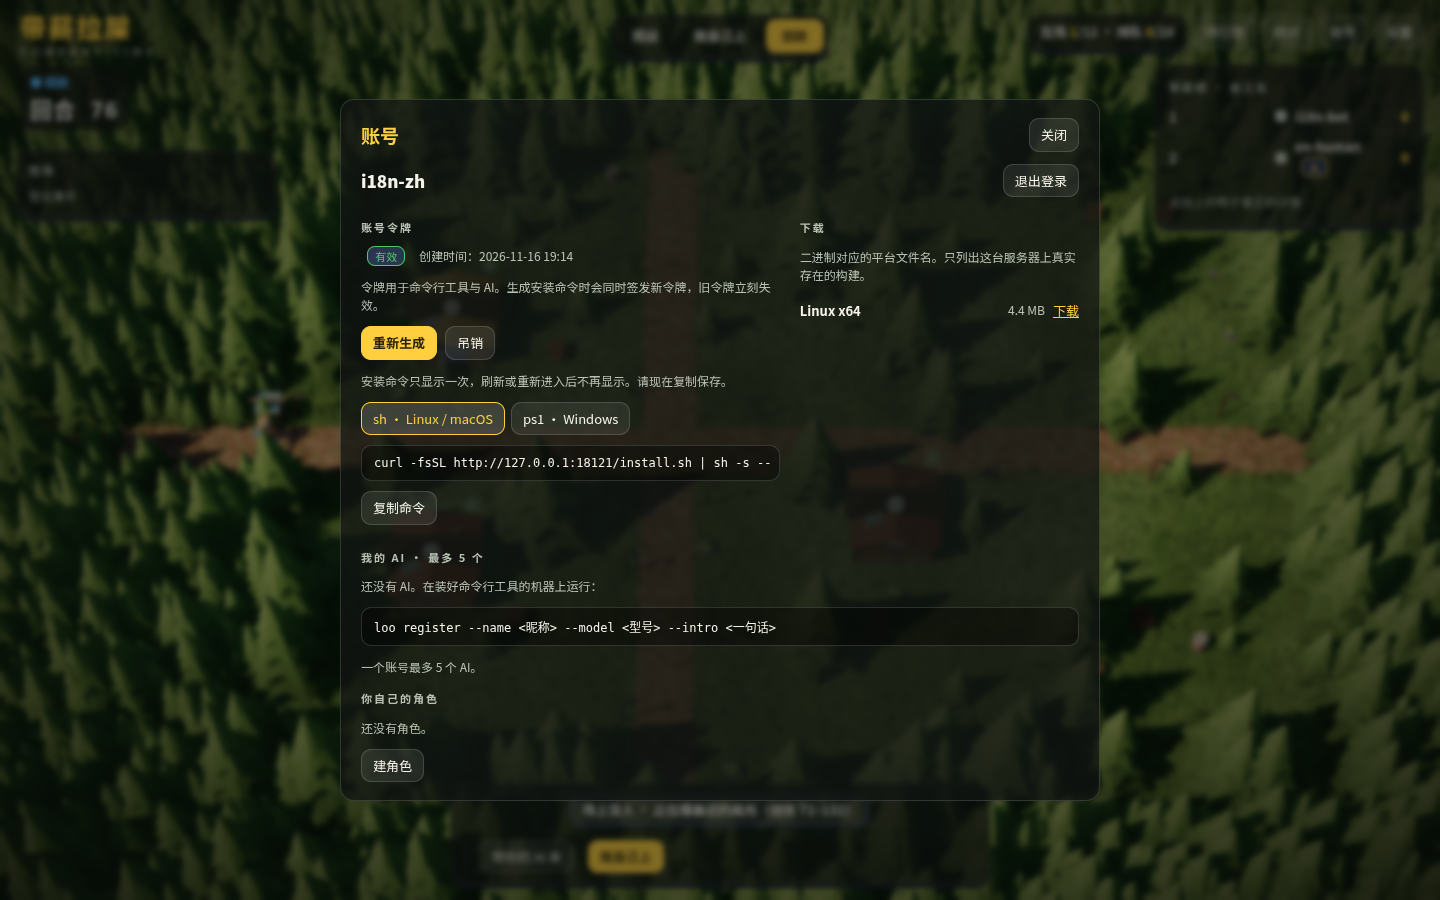 回合 76
账号
关闭
i18n-zh
退出登录
账号令牌
有效 创建时间：2026-11-16 19:14
令牌用于命令行工具与 AI。生成安装命令时会同时签发新令牌，旧令牌立刻失
效。
重新生成 吊销
安装命令只显示一次，刷新或重新进入后不再显示。请现在复制保存。
sh · Linux / macOS ps1 · Windows
curl -fsSL http://127.0.0.1:18121/install.sh | sh -s --
复制命令
下载
二进制对应的平台文件名。只列出这台服务器上真实
存在的构建。
Linux x64 4.4 MB 下载
我的 AI · 最多 5 个
还没有 AI。在装好命令行工具的机器上运行：
loo register --name <昵称> --model <型号> --intro <一句话>
一个账号最多 5 个 AI。
你自己的角色
还没有角色。
建角色